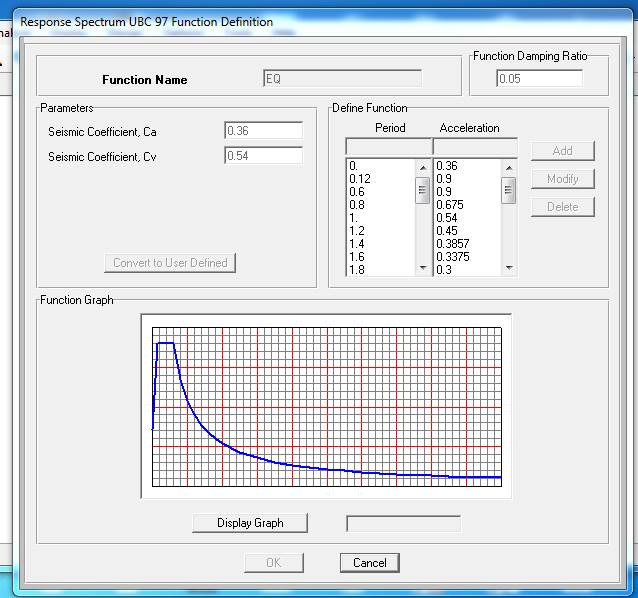 Response Spectrum UBC 97 Function Definition
Function Damping Ratio
Function Name
EQ
0.05
Parameters
Seismic Coefficient, Ca
0.36
Seismic Coefficient, Cv
0.54
Convert to User Defined
Define Function
Period Acceleration
0. 0.36
0.12 0.9
0.6 0.9
0.8 0.675
1. 0.54
1.2 0.45
1.4 0.3857
1.6 0.3375
1.8 0.3
Add
Modify
Delete
Function Graph
Display Graph
OK
Cancel